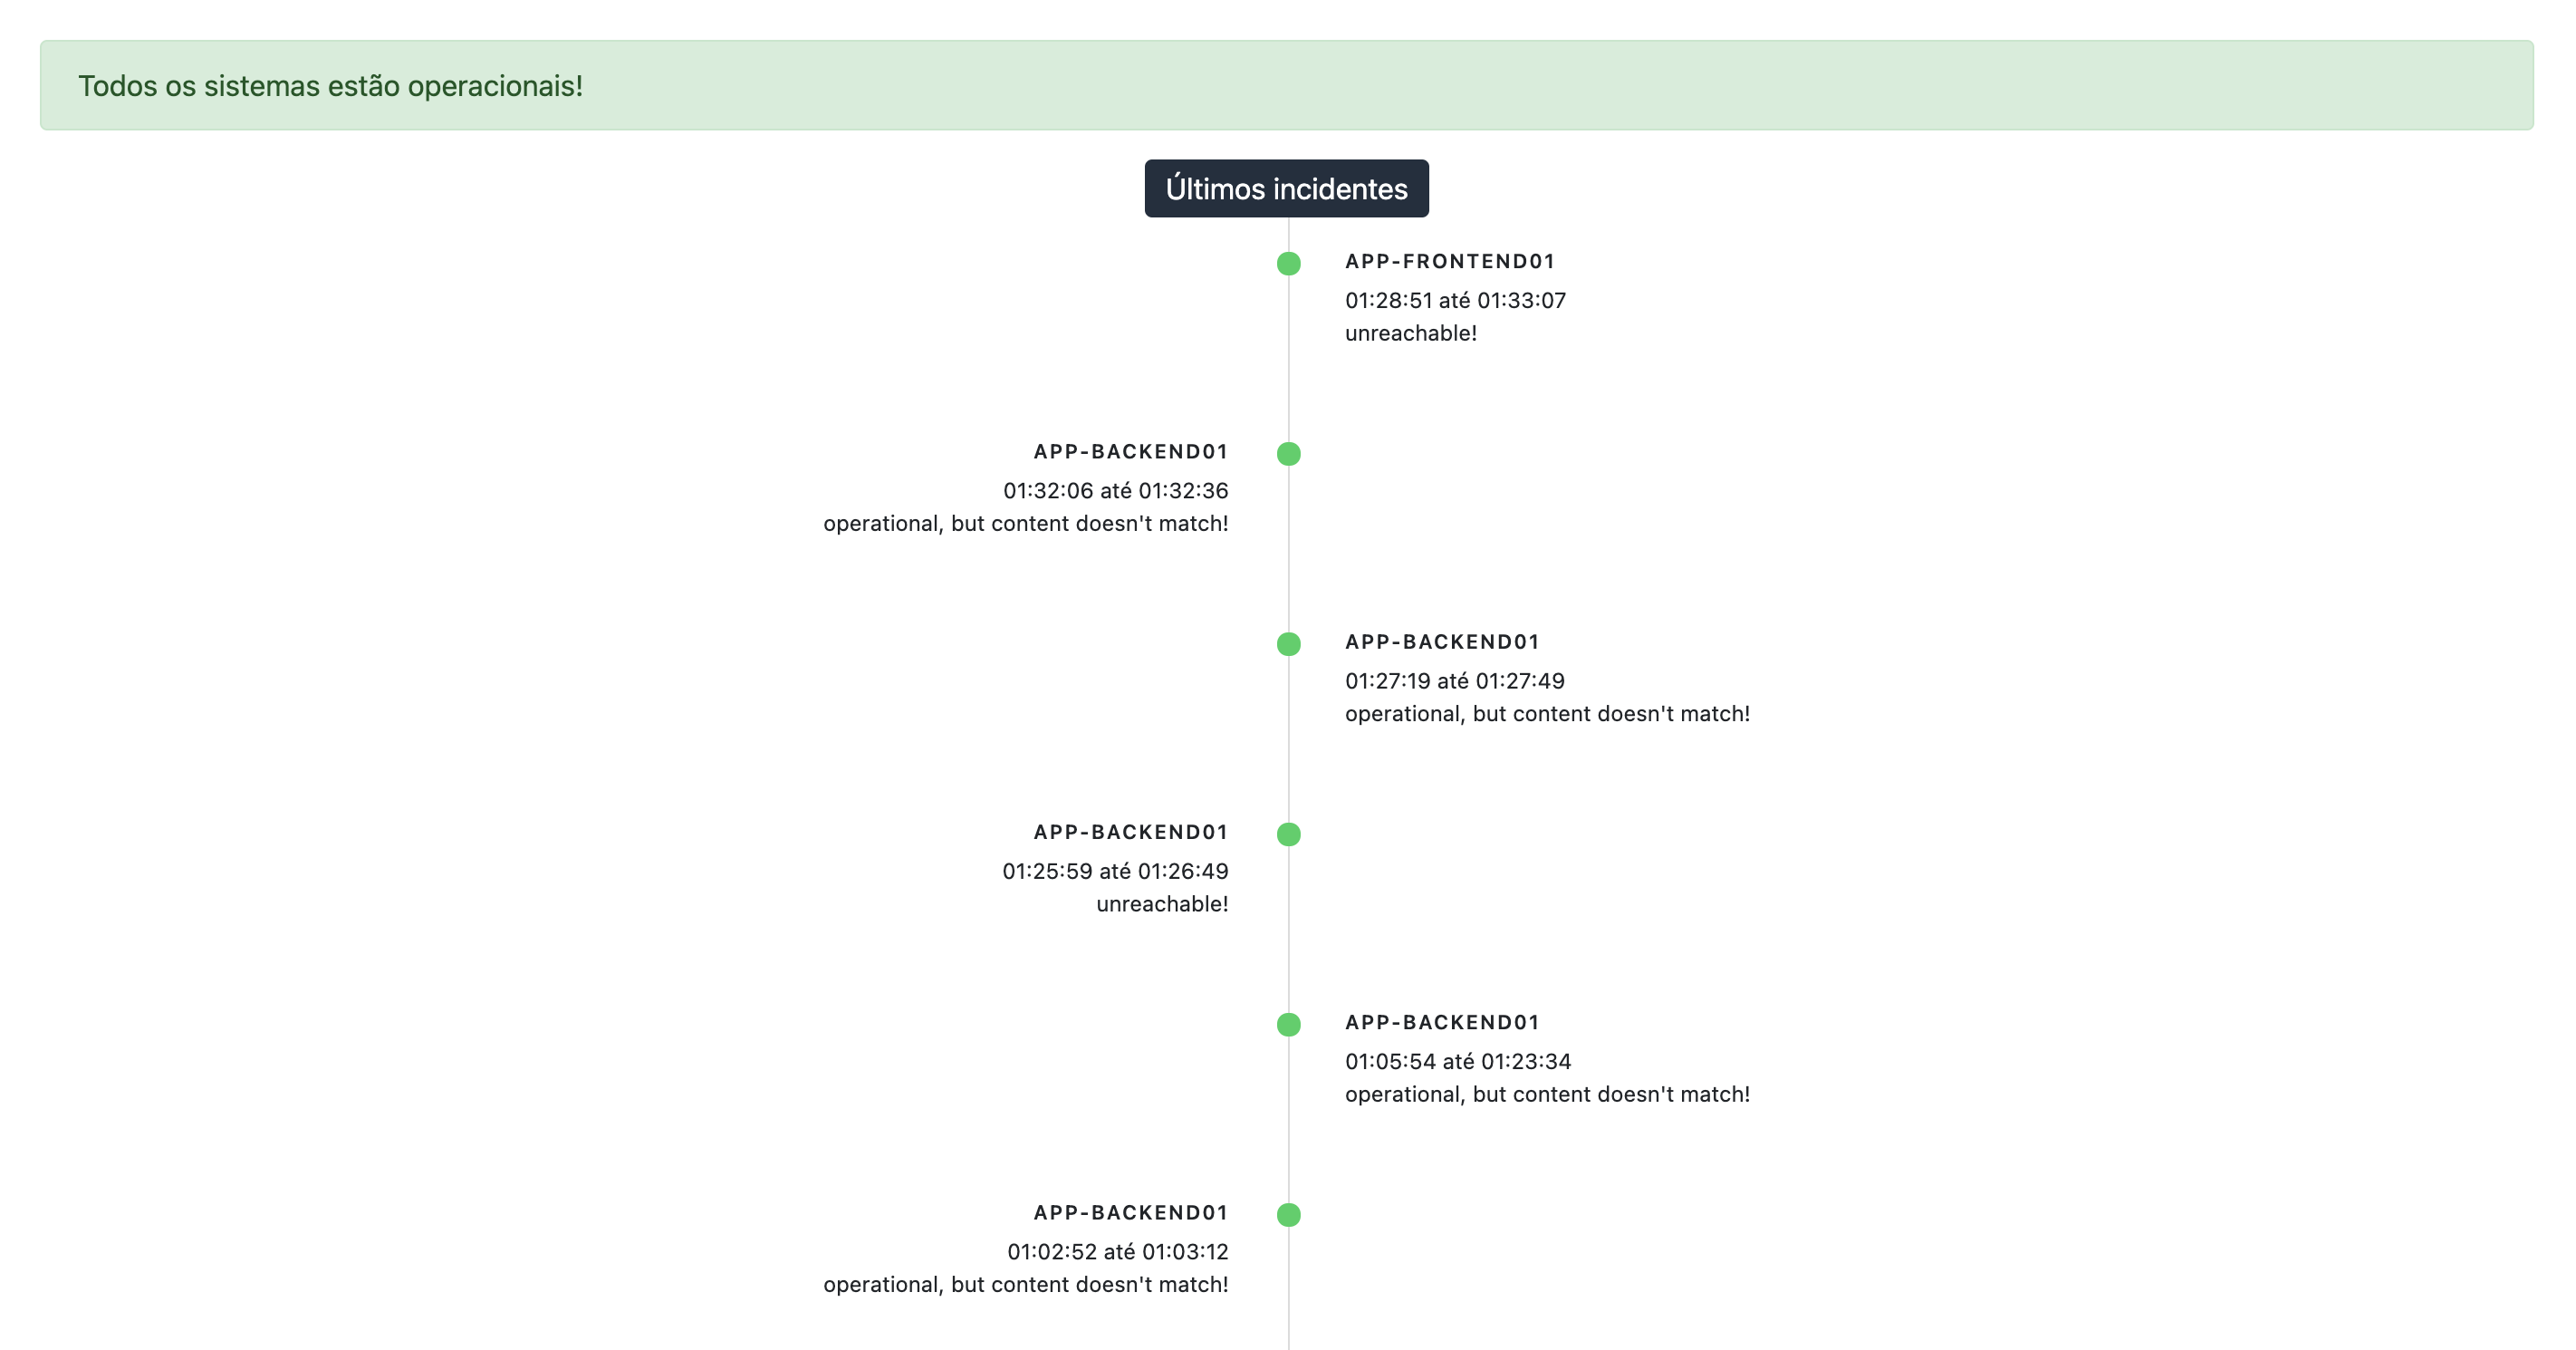 Todos os sistemas estão operacionais!
Últimos incidentes
APP-FRONTEND01
01:28:51 até 01:33:07
unreachable!
APP-BACKEND01
01:32:06 até 01:32:36
operational, but content doesn't match!
APP-BACKEND01
01:27:19 até 01:27:49
operational, but content doesn't match!
APP-BACKEND01
01:25:59 até 01:26:49
unreachable!
APP-BACKEND01
01:05:54 até 01:23:34
operational, but content doesn't match!
APP-BACKEND01
01:02:52 até 01:03:12
operational, but content doesn't match!